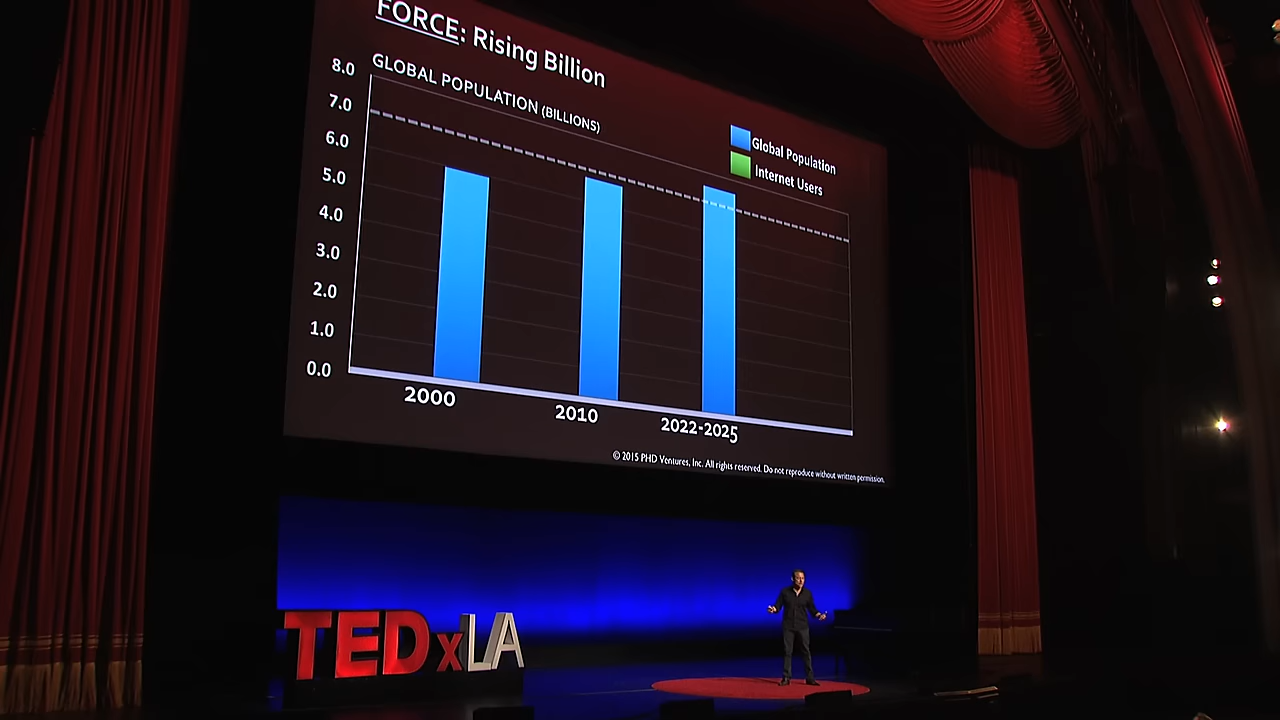 FORCE: Rising Billion
GLOBAL POPULATION (BILLIONS)
8.0
7.0
6.0
5.0
4.0
3.0
2.0
1.0
0.0
Global Population
Internet Users
2000
2010
2022-2025
© 2015 PHD Ventures, Inc. All rights reserved. Do not reproduce without written permission.
TEDxLA